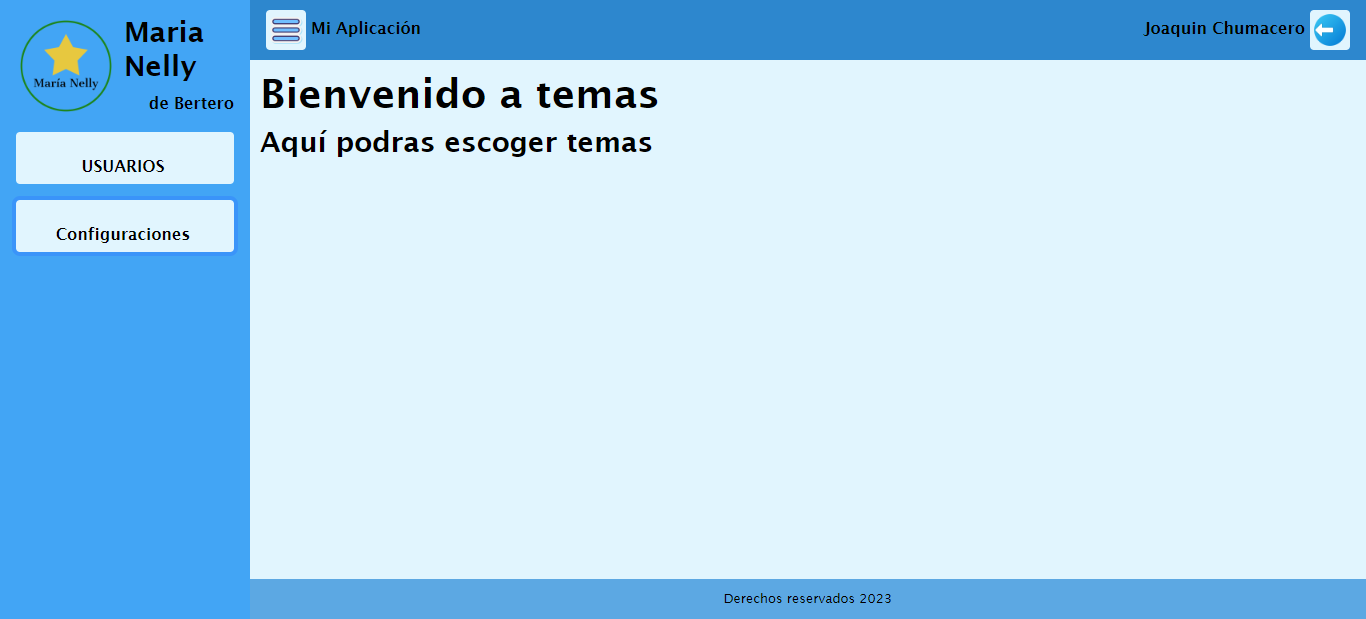 María Nelly
Maria
Nelly
de Bertero
USUARIOS
Configuraciones
Mi Aplicación
Joaquin Chumacero
Bienvenido a temas
Aquí podras escoger temas
Derechos reservados 2023